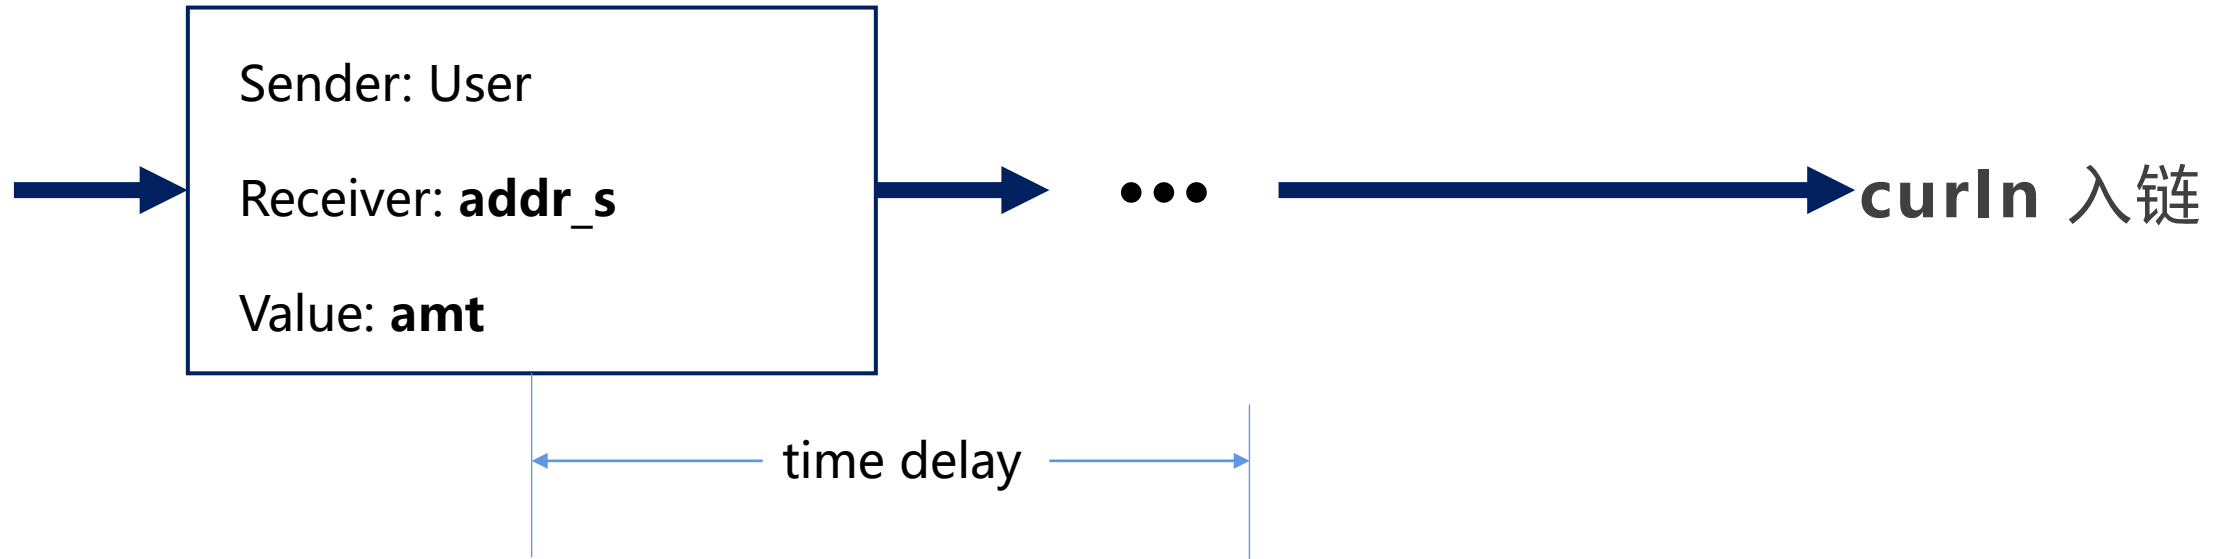 Sender: User
Receiver: addr_s
Value: amt
•••
curIn 入链
time delay